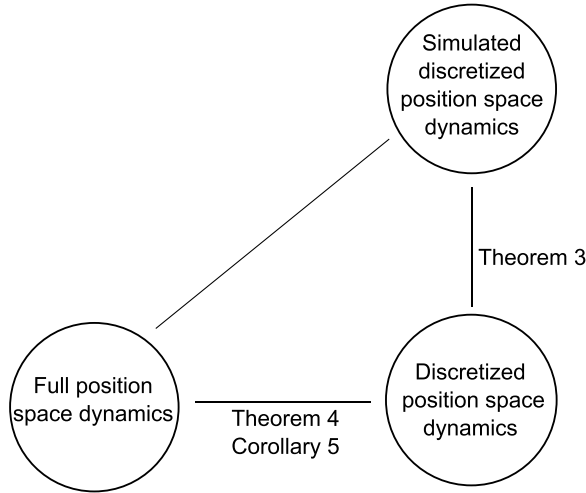 Simulated
discretized
position space
dynamics
Theorem 3
Full position
space dynamics
Theorem 4
Corollary 5
Discretized
position space
dynamics